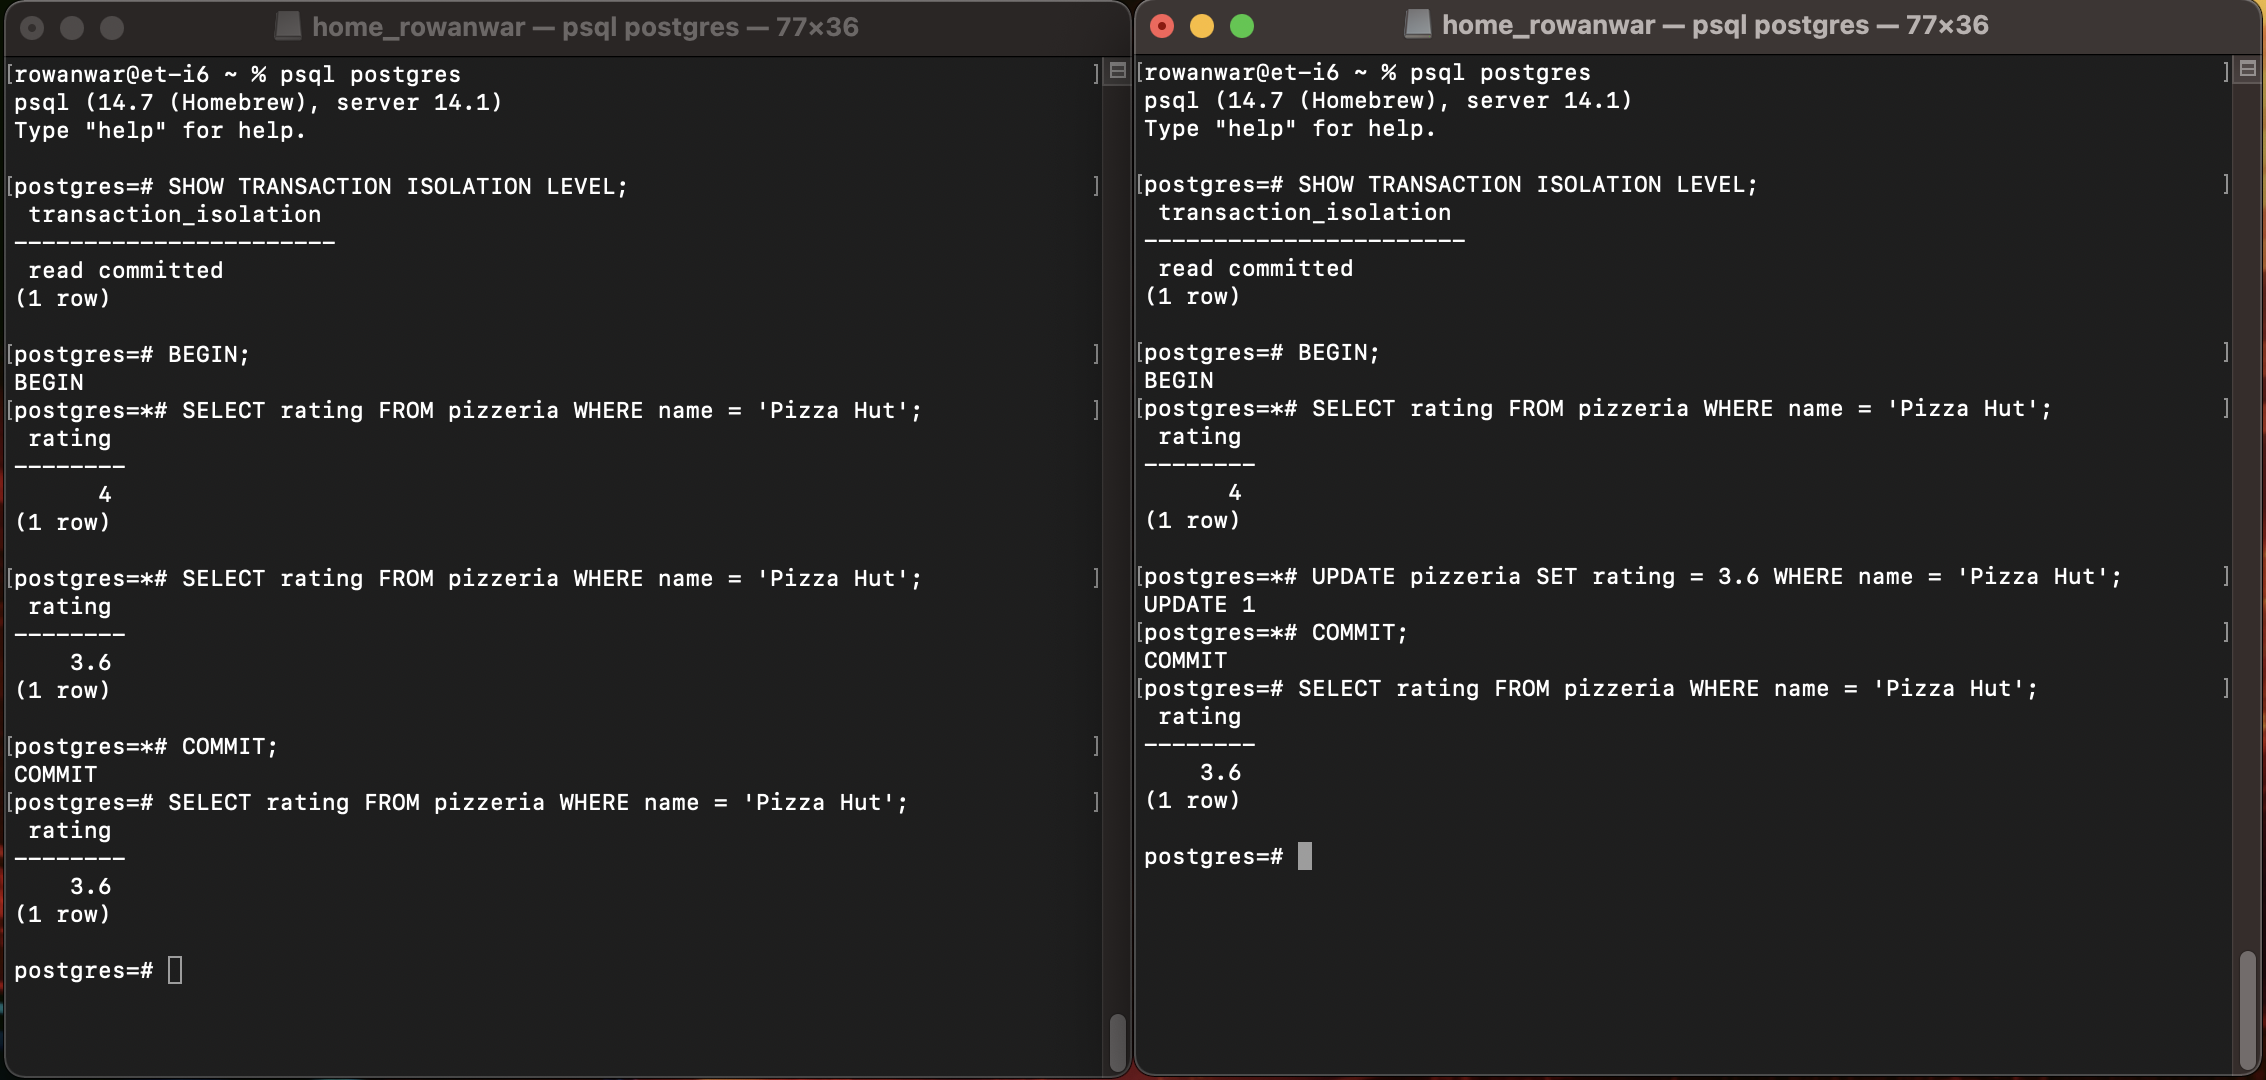 home_rowanwar — psql postgres — 77×36
[rowanwar@et-i6 ~ % psql postgres ]
psql (14.7 (Homebrew), server 14.1)
Type "help" for help.
[postgres=# SHOW TRANSACTION ISOLATION LEVEL; ]
transaction_isolation
-----------------------
read committed
(1 row)
[postgres=# BEGIN; ]
BEGIN
[postgres=*# SELECT rating FROM pizzeria WHERE name = 'Pizza Hut'; ]
rating
--------
4
(1 row)
[postgres=*# SELECT rating FROM pizzeria WHERE name = 'Pizza Hut'; ]
rating
--------
3.6
(1 row)
[postgres=*# COMMIT; ]
COMMIT
[postgres=# SELECT rating FROM pizzeria WHERE name = 'Pizza Hut'; ]
rating
--------
3.6
(1 row)
postgres=#
home_rowanwar — psql postgres — 77×36
[rowanwar@et-i6 ~ % psql postgres ]
psql (14.7 (Homebrew), server 14.1)
Type "help" for help.
[postgres=# SHOW TRANSACTION ISOLATION LEVEL; ]
transaction_isolation
-----------------------
read committed
(1 row)
[postgres=# BEGIN; ]
BEGIN
[postgres=*# SELECT rating FROM pizzeria WHERE name = 'Pizza Hut'; ]
rating
--------
4
(1 row)
[postgres=*# UPDATE pizzeria SET rating = 3.6 WHERE name = 'Pizza Hut'; ]
UPDATE 1
[postgres=*# COMMIT; ]
COMMIT
[postgres=# SELECT rating FROM pizzeria WHERE name = 'Pizza Hut'; ]
rating
--------
3.6
(1 row)
postgres=#